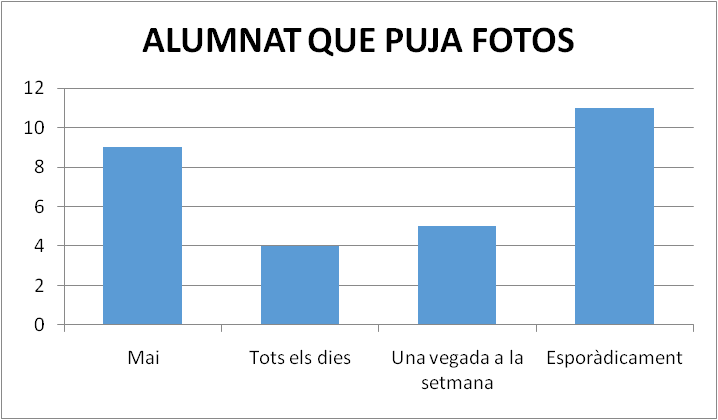 ALUMNAT QUE PUJA FOTOS
12
10
8
6
4
2
0
Mai
Tots els dies
Una vegada a la
setmana
Esporàdicament